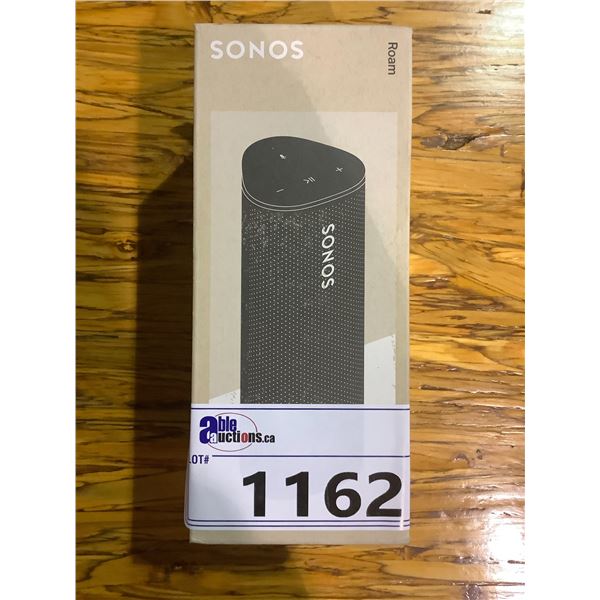 SONOS
Roam
SONOS
able
auctions.ca
LOT#
1162